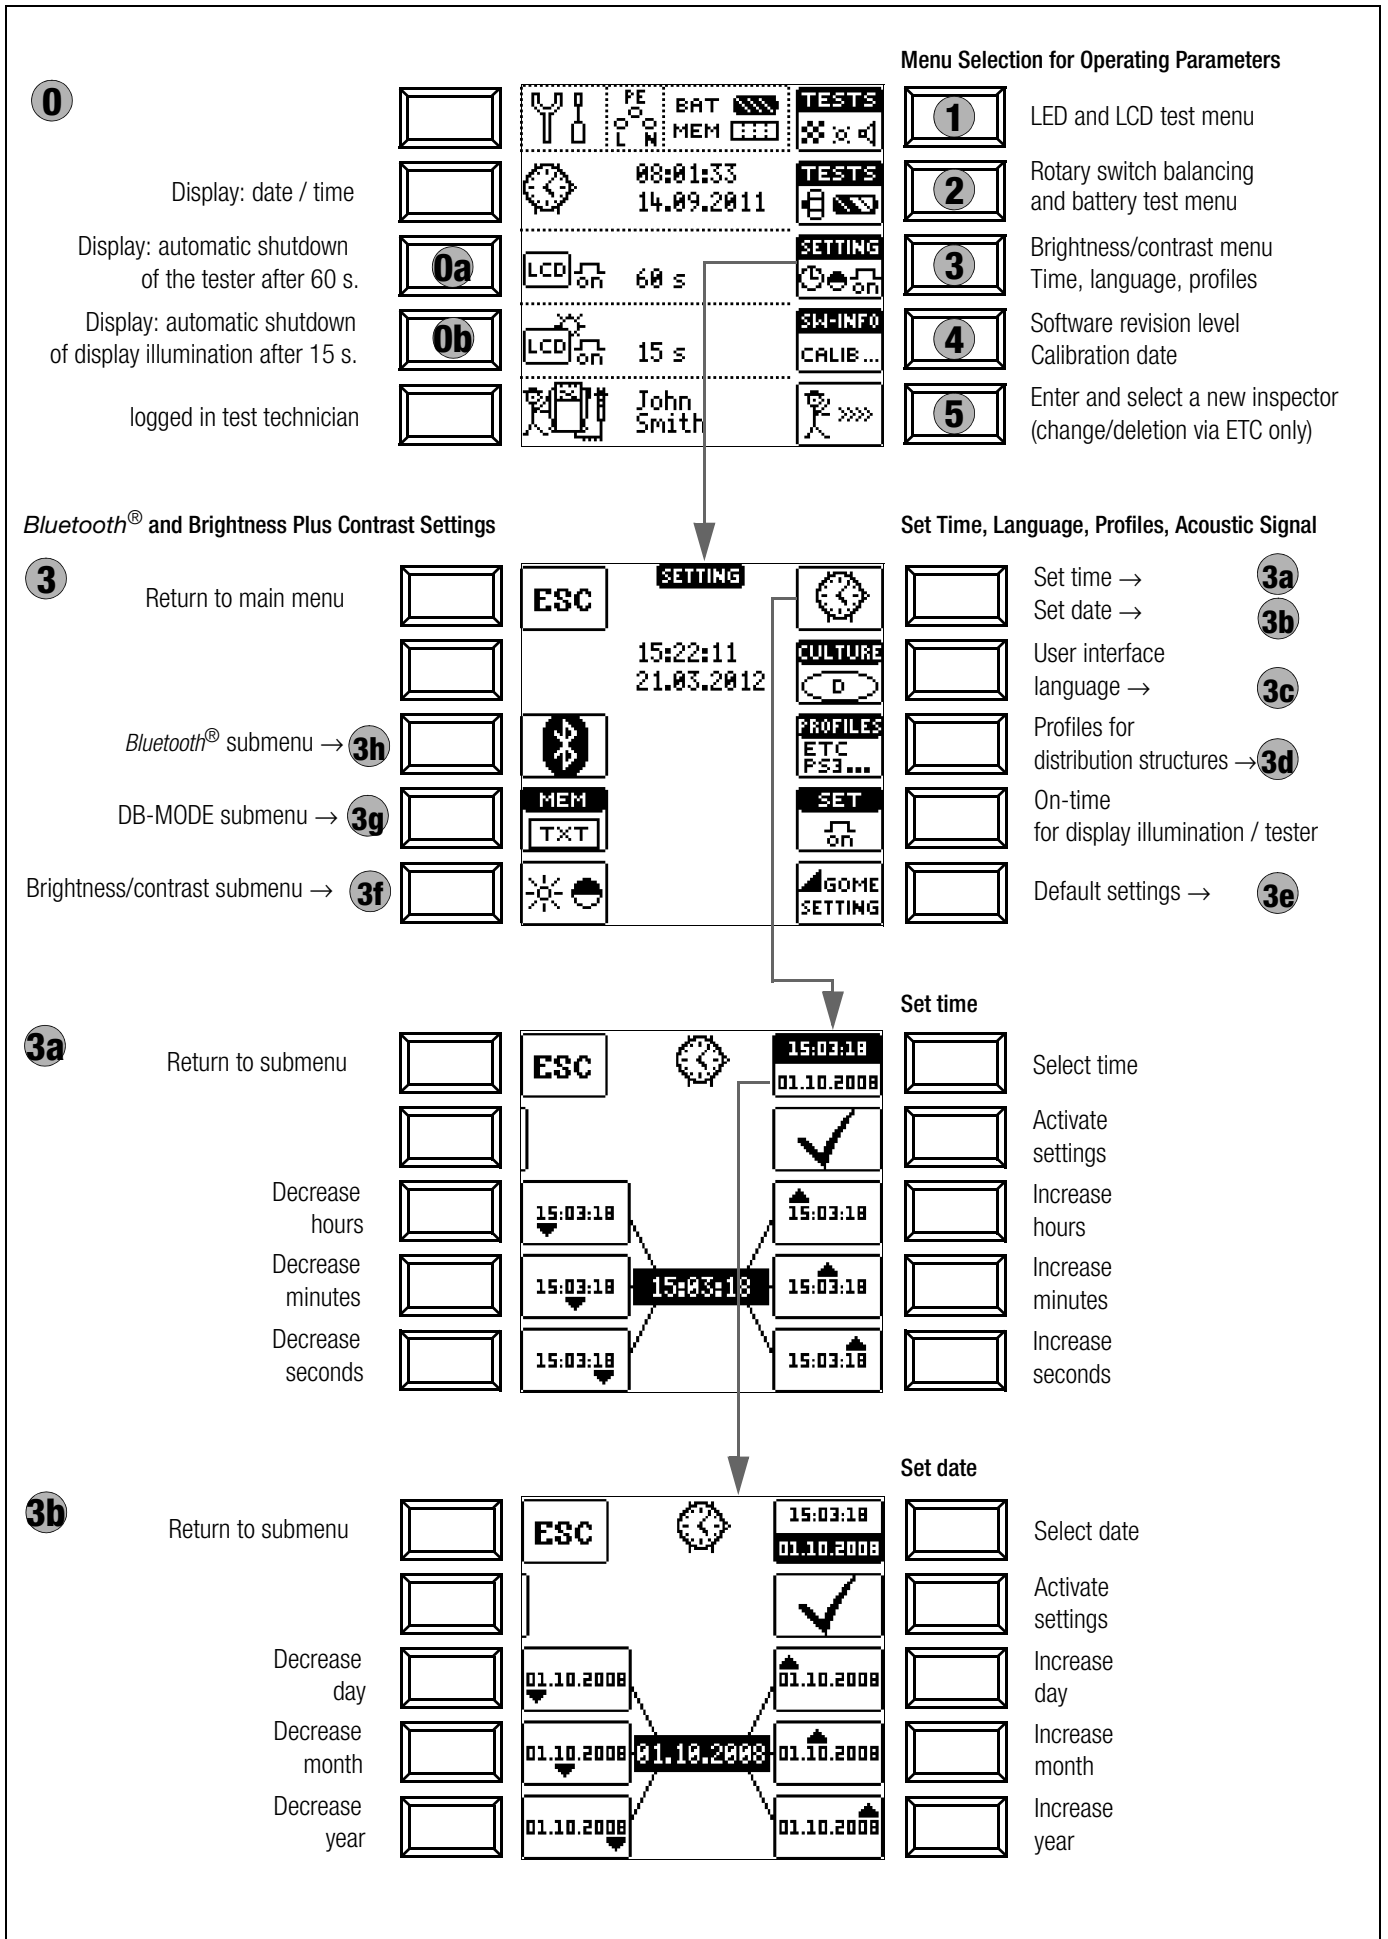 Menu Selection for Operating Parameters
0
PE
L N
BAT
MEM
TESTS
1
LED and LCD test menu
Display: date / time
08:01:33
14.09.2011
TESTS
2
Rotary switch balancing
and battery test menu
Display: automatic shutdown
of the tester after 60 s.
0a
LCD
on
60 s
SETTING
on
3
Brightness/contrast menu
Time, language, profiles
Display: automatic shutdown
of display illumination after 15 s.
0b
LCD
on
15 s
SW-INFO
CALIB ...
4
Software revision level
Calibration date
logged in test technician
John
Smith
»»
5
Enter and select a new inspector
(change/deletion via ETC only)
Bluetooth® and Brightness Plus Contrast Settings
Set Time, Language, Profiles, Acoustic Signal
3
Return to main menu
ESC
SETTING
Set time → 3a
Set date → 3b
15:22:11
21.03.2012
CULTURE
D
User interface
language → 3c
Bluetooth® submenu → 3h
PROFILES
ETC
PS3...
Profiles for
distribution structures → 3d
DB-MODE submenu → 3g
MEM
TXT
SET
on
On-time
for display illumination / tester
Brightness/contrast submenu → 3f
GOME
SETTING
Default settings → 3e
Set time
3a
Return to submenu
ESC
15:03:18
01.10.2008
Select time
Activate
settings
Decrease
hours
15:03:18
15:03:18
Increase
hours
Decrease
minutes
15:03:18
15:03:18
15:03:18
Increase
minutes
Decrease
seconds
15:03:18
15:03:18
Increase
seconds
Set date
3b
Return to submenu
ESC
15:03:18
01.10.2008
Select date
Activate
settings
Decrease
day
01.10.2008
01.10.2008
Increase
day
Decrease
month
01.10.2008
01.10.2008
01.10.2008
Increase
month
Decrease
year
01.10.2008
01.10.2008
Increase
year